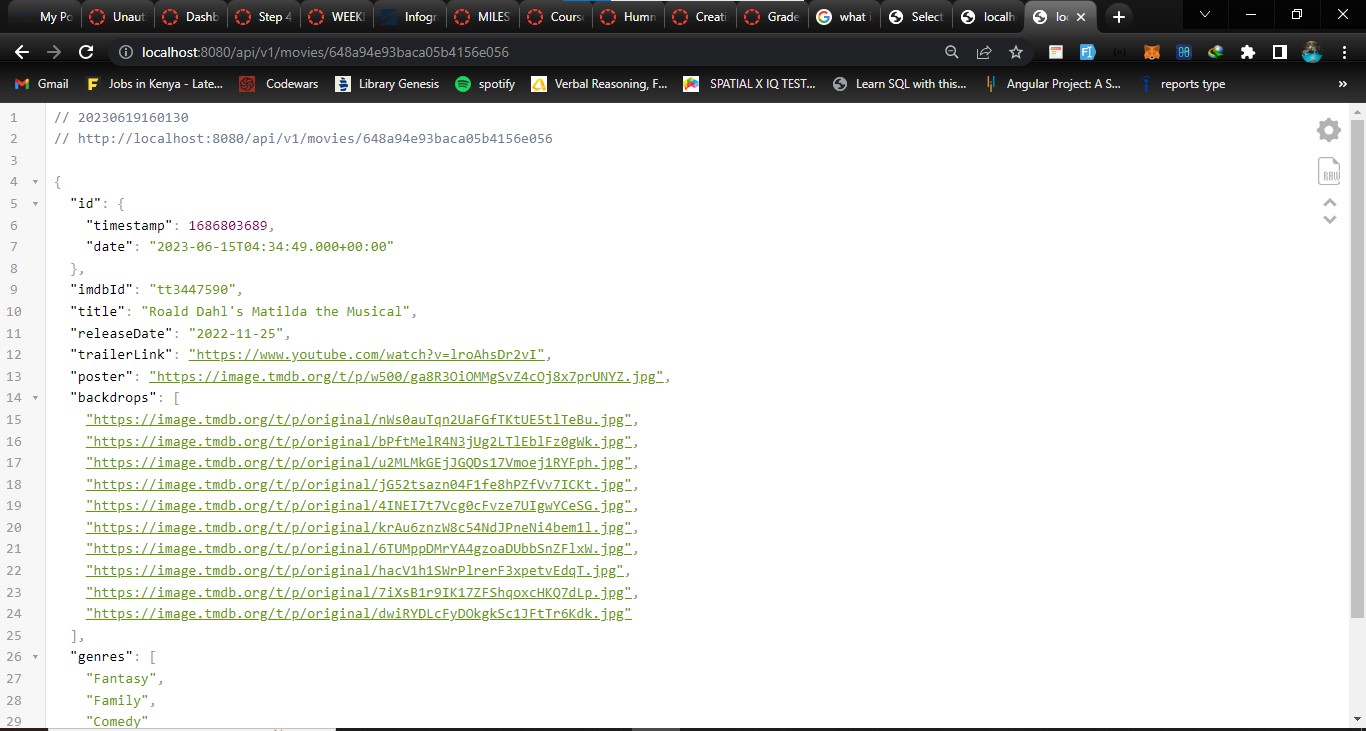 My Po
Unaut
Dashb
Step 4
WEEK
Infogr
MILES
Cours
Humn
Creati
Grade
what i
Select
localh
loc
localhost:8080/api/v1/movies/648a94e93baca05b4156e056
Gmail
Jobs in Kenya - Late...
Codewars
Library Genesis
spotify
Verbal Reasoning, F...
SPATIAL X IQ TEST...
Learn SQL with this...
Angular Project: A S...
reports type
»
1 // 20230619160130
2 // http://localhost:8080/api/v1/movies/648a94e93baca05b4156e056
3
4 {
5 "id": {
6 "timestamp": 1686803689,
7 "date": "2023-06-15T04:34:49.000+00:00"
8 },
9 "imdbId": "tt3447590",
10 "title": "Roald Dahl's Matilda the Musical",
11 "releaseDate": "2022-11-25",
12 "trailerLink": "https://www.youtube.com/watch?v=lroAhsDr2vI",
13 "poster": "https://image.tmdb.org/t/p/w500/ga8R3OiOMMgSvZ4cOj8x7prUNYZ.jpg",
14 "backdrops": [
15 "https://image.tmdb.org/t/p/original/nWs0auTqn2UaFGfTKtUE5tlTeBu.jpg",
16 "https://image.tmdb.org/t/p/original/bPftMelR4N3jUg2LTlEblFz0gWk.jpg",
17 "https://image.tmdb.org/t/p/original/u2MLMkGEjJGQDs17Vmoej1RYFph.jpg",
18 "https://image.tmdb.org/t/p/original/jG52tsazn04F1fe8hPZfVv7ICKt.jpg",
19 "https://image.tmdb.org/t/p/original/4INEI7t7Vcg0cFvze7UIgwYCeSG.jpg",
20 "https://image.tmdb.org/t/p/original/krAu6znzW8c54NdJPneNi4bem1l.jpg",
21 "https://image.tmdb.org/t/p/original/6TUMppDMrYA4gzoaDUbbSnZFlxW.jpg",
22 "https://image.tmdb.org/t/p/original/hacV1h1SWrPlrerF3xpetvEdqT.jpg",
23 "https://image.tmdb.org/t/p/original/7iXsB1r9IK17ZFShqoxcHKQ7dLp.jpg",
24 "https://image.tmdb.org/t/p/original/dwiRYDLcFyDOkgkSc1JFtTr6Kdk.jpg"
25 ],
26 "genres": [
27 "Fantasy",
28 "Family",
29 "Comedy"
RAW